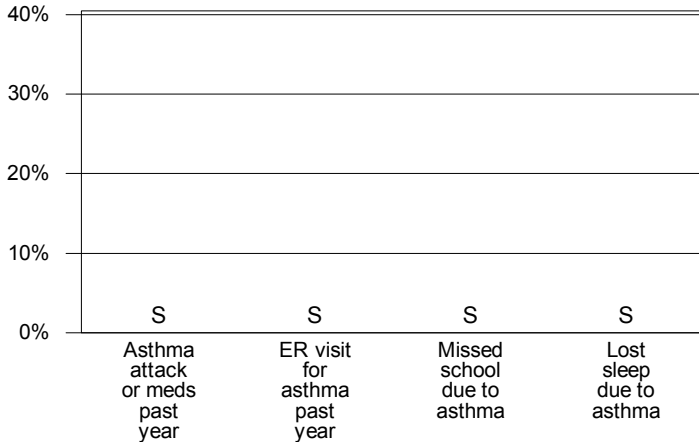 40%
30%
20%
10%
0%
S S S S
Asthma
attack
or meds
past
year
ER visit
for
asthma
past
year
Missed
school
due to
asthma
Lost
sleep
due to
asthma